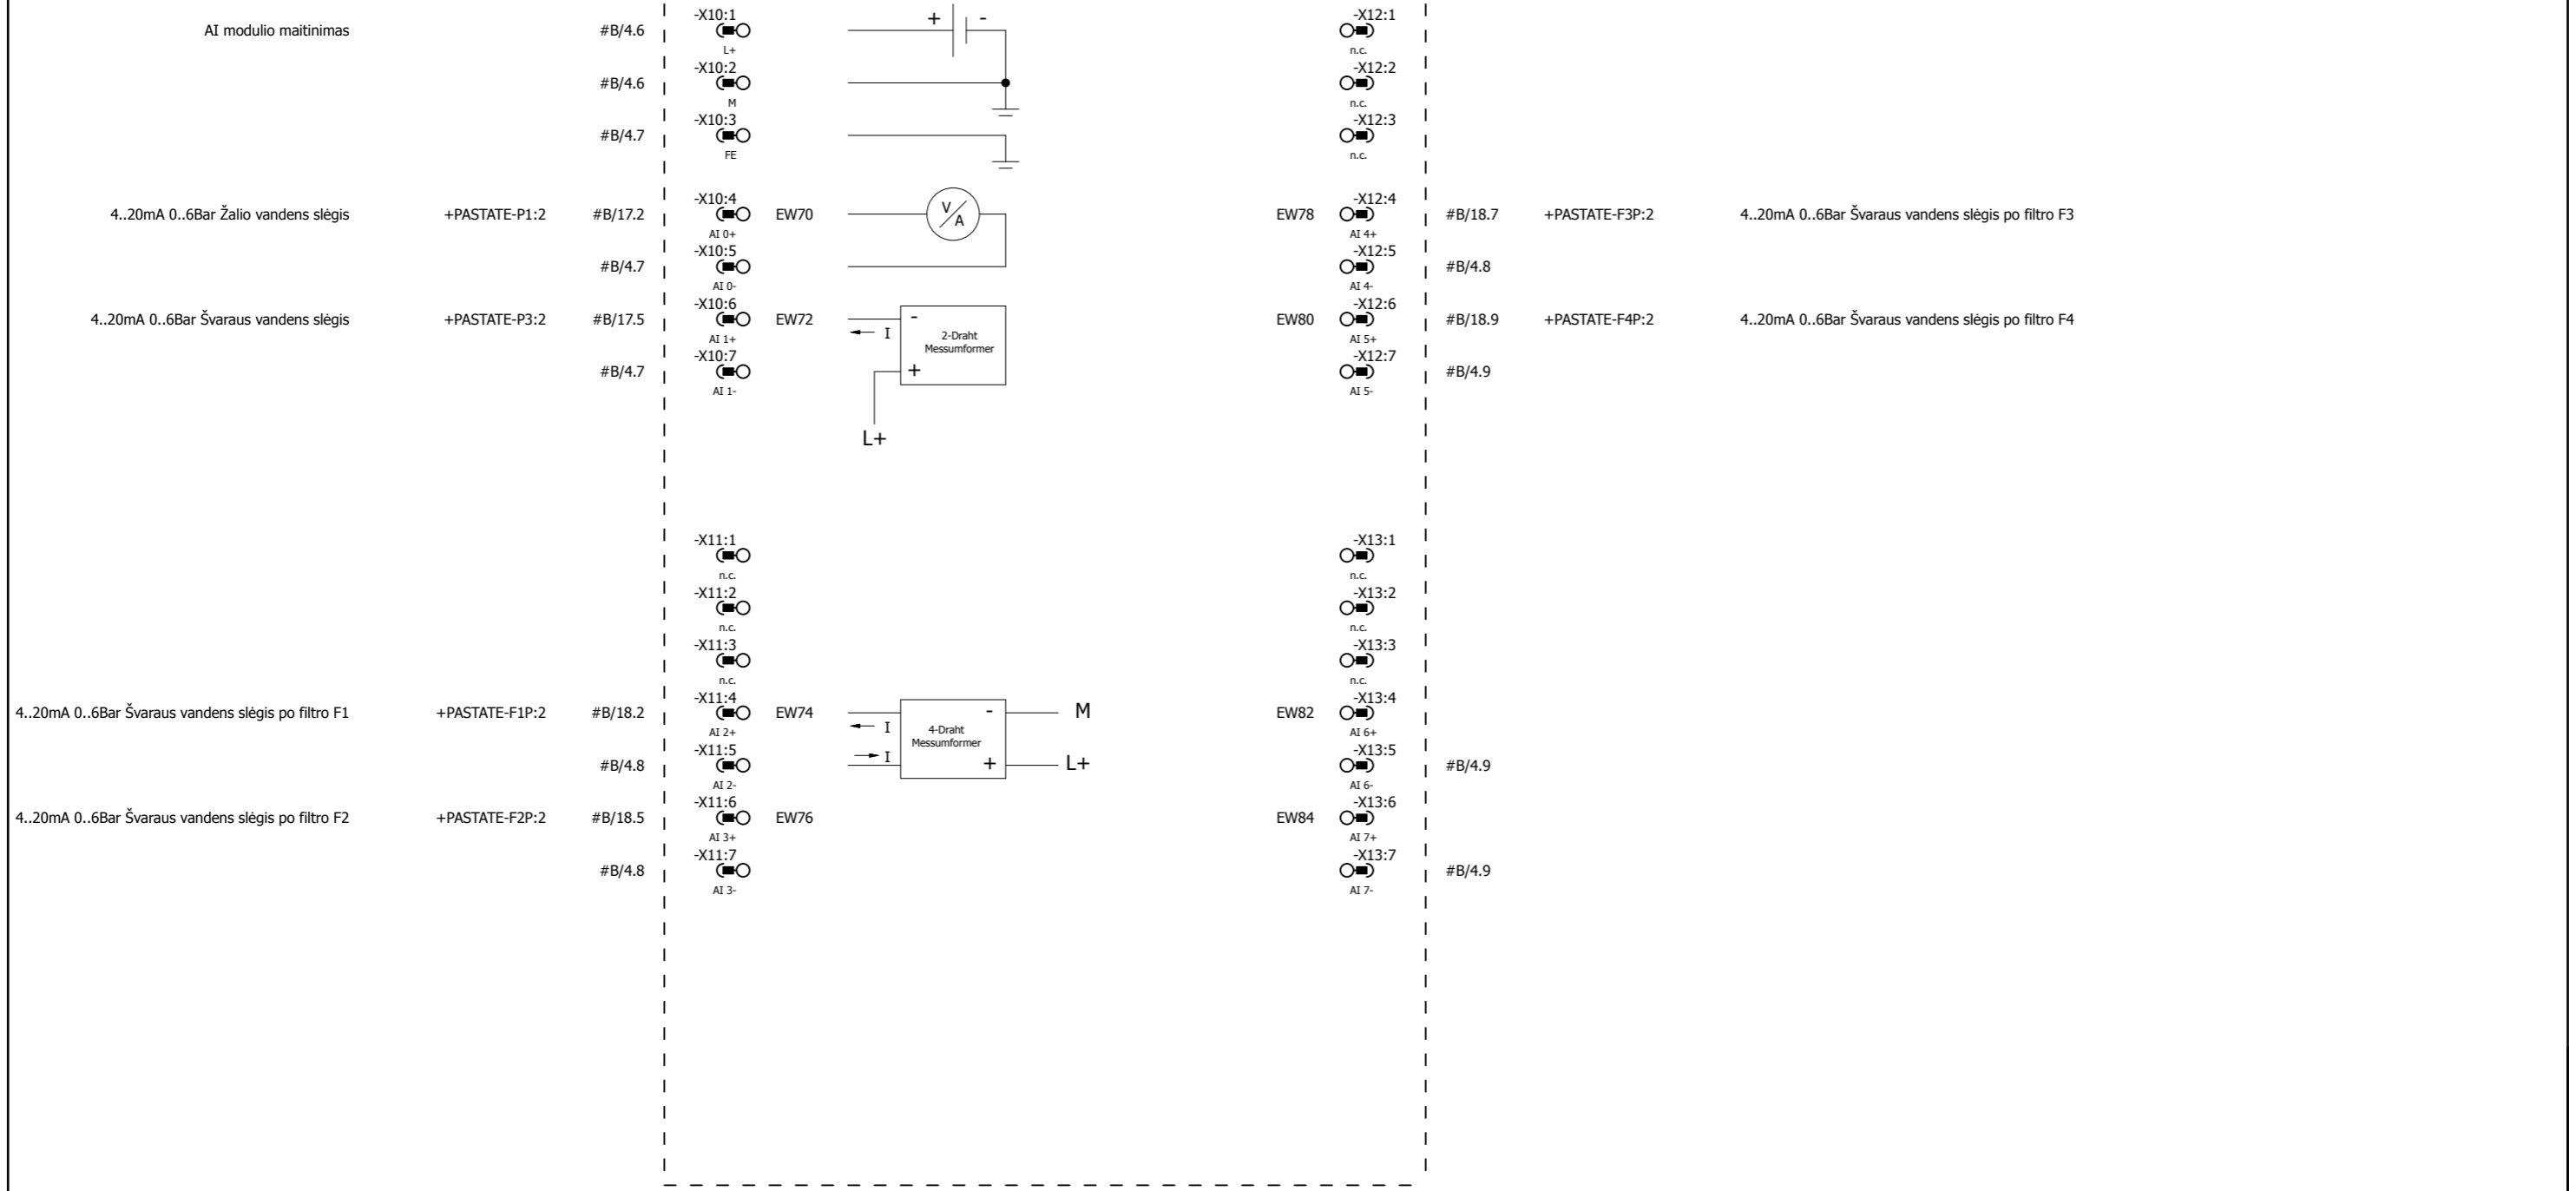 -X10:1
-X12:1
AI modulio maitinimas #B/4.6 + -
L+
n.c.
-X10:2
-X12:2
#B/4.6
M
n.c.
-X10:3
-X12:3
#B/4.7
FE
n.c.
-X10:4
-X12:4
4..20mA 0..6Bar Žalio vandens slėgis +PASTATE-P1:2 #B/17.2 EW70 V/A EW78 #B/18.7 +PASTATE-F3P:2 4..20mA 0..6Bar Švaraus vandens slėgis po filtro F3
AI 0+
AI 4+
-X10:5
-X12:5
#B/4.7 #B/4.8
AI 0-
AI 4-
-X10:6
-X12:6
4..20mA 0..6Bar Švaraus vandens slėgis +PASTATE-P3:2 #B/17.5 EW72 - EW80 #B/18.9 +PASTATE-F4P:2 4..20mA 0..6Bar Švaraus vandens slėgis po filtro F4
I
2-Draht
Messumformer
AI 1+
AI 5+
-X10:7
-X12:7
#B/4.7 + #B/4.9
AI 1-
AI 5-
L+
-X11:1
-X13:1
n.c.
n.c.
-X11:2
-X13:2
n.c.
n.c.
-X11:3
-X13:3
n.c.
n.c.
-X11:4
-X13:4
4..20mA 0..6Bar Švaraus vandens slėgis po filtro F1 +PASTATE-F1P:2 #B/18.2 EW74 - M EW82
I
4-Draht
Messumformer
AI 2+
AI 6+
-X11:5
-X13:5
I
#B/4.8 + L+ #B/4.9
AI 2-
AI 6-
-X11:6
-X13:6
4..20mA 0..6Bar Švaraus vandens slėgis po filtro F2 +PASTATE-F2P:2 #B/18.5 EW76 EW84
AI 3+
AI 7+
-X11:7
-X13:7
#B/4.8 #B/4.9
AI 3-
AI 7-